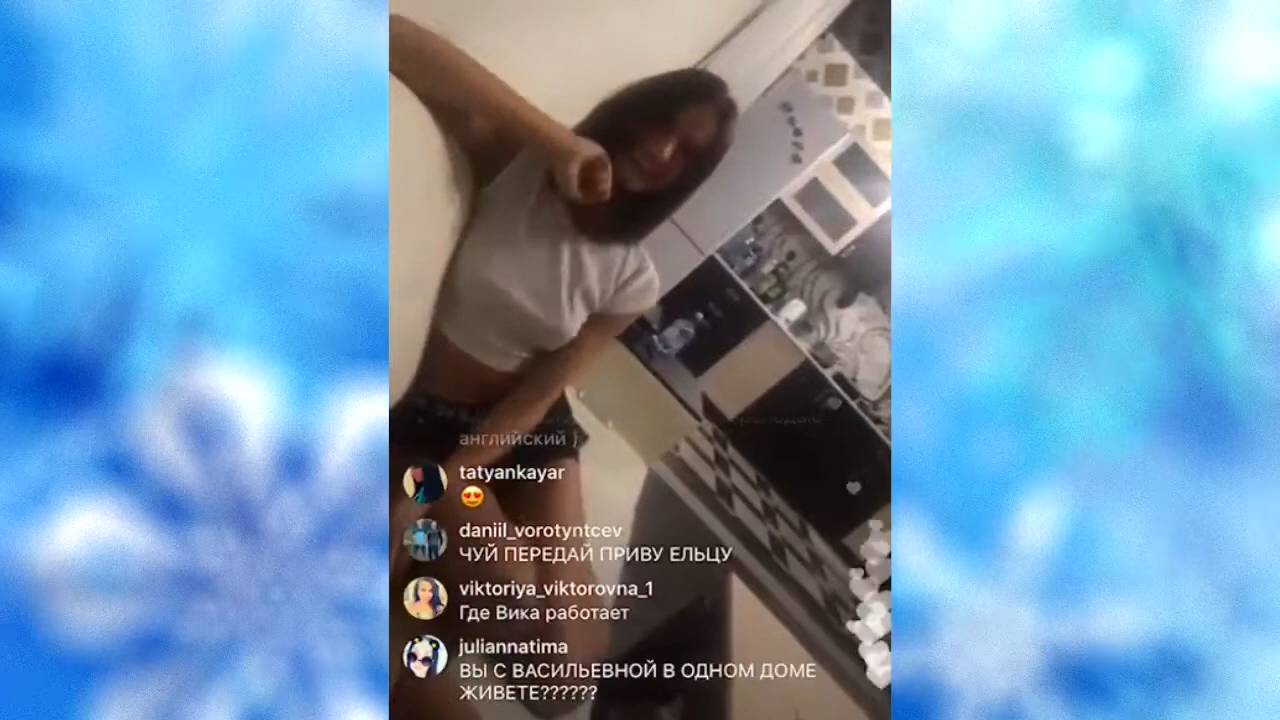 английский )
tatyankayar
😍
daniil_vorotyntcev
ЧУЙ ПЕРЕДАЙ ПРИВУ ЕЛЬЦУ
viktoriya_viktorovna_1
Где Вика работает
juliannatima
ВЫ С ВАСИЛЬЕВНОЙ В ОДНОМ ДОМЕ
ЖИВЕТЕ??????